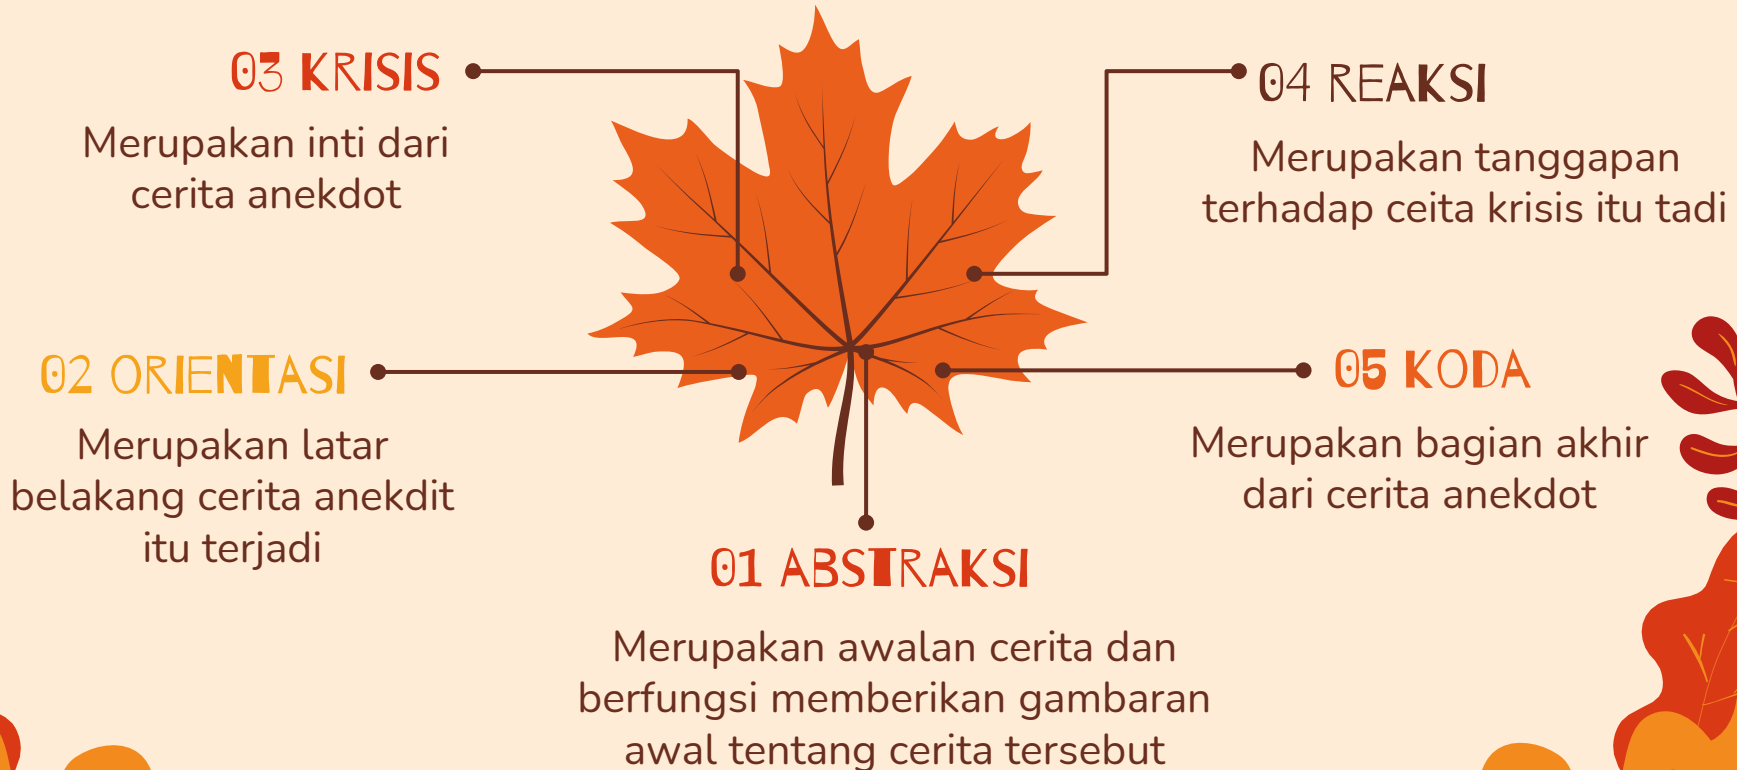 03 KRISIS
Merupakan inti dari
cerita anekdot
04 REAKSI
Merupakan tanggapan
terhadap ceita krisis itu tadi
02 ORIENTASI
Merupakan latar
belakang cerita anekdit
itu terjadi
05 KODA
Merupakan bagian akhir
dari cerita anekdot
01 ABSTRAKSI
Merupakan awalan cerita dan
berfungsi memberikan gambaran
awal tentang cerita tersebut